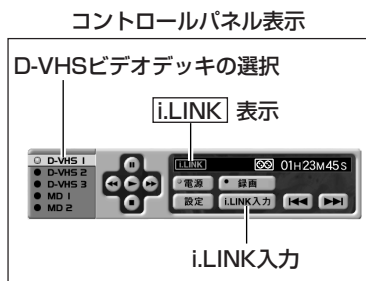 コントロールパネル表示
D-VHSビデオデッキの選択
i.LINK 表示
D-VHS 1
D-VHS 2
D-VHS 3
MD 1
MD 2
i.LINK
01H23M45S
電源
録画
設定
i.LINK入力
i.LINK入力